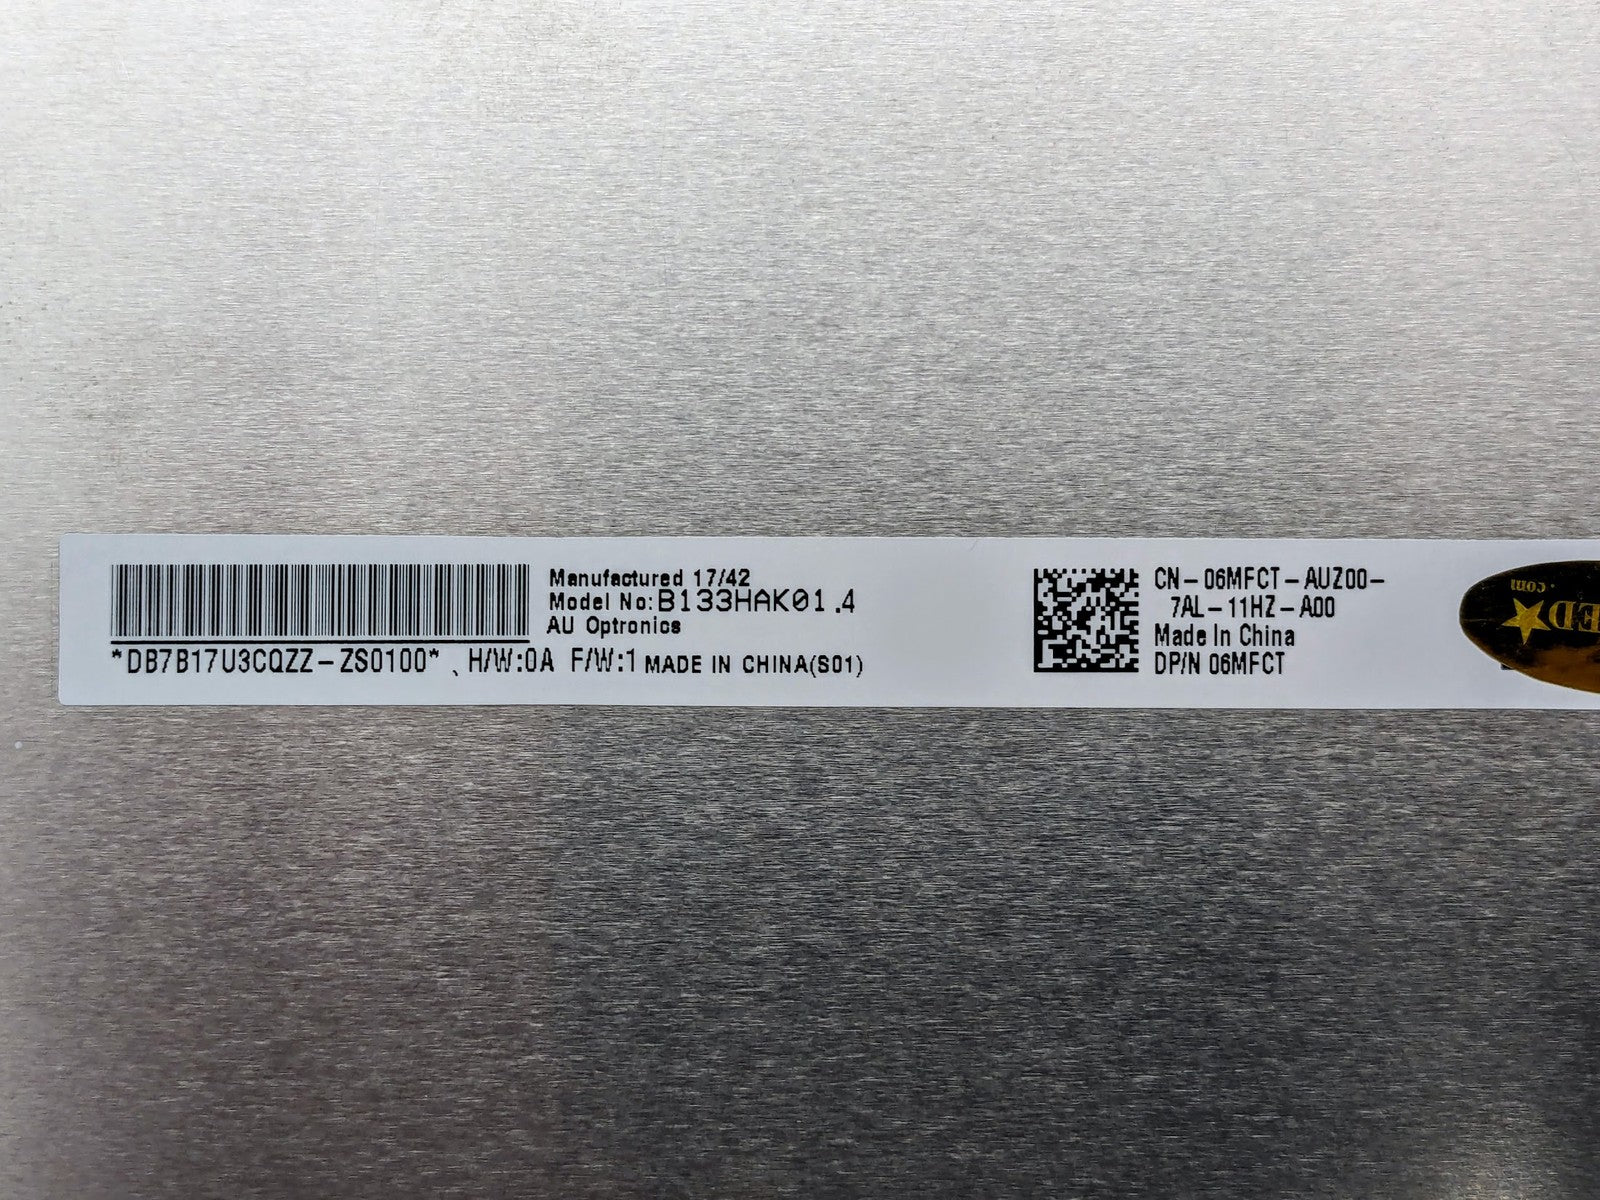 Manufactured 17/42
Model No:B133HAK01.4
AU Optronics
*DB7B17U3CQZZ-ZS0100* H/W:0A F/W:1 MADE IN CHINA(S01)
CN-06MFCT-AUZ00-
7AL-11HZ-A00
Made In China
DP/N 06MFCT
.com